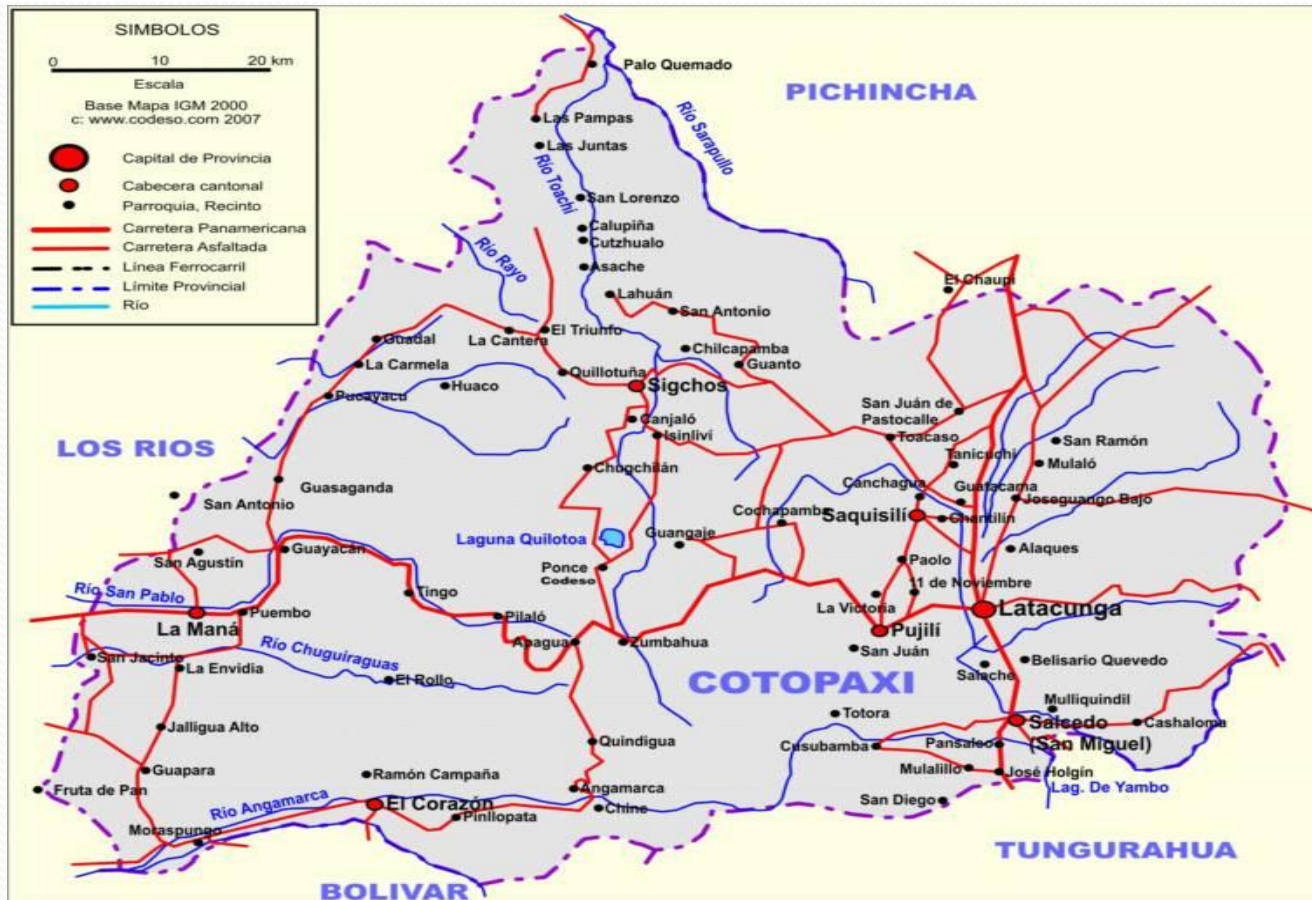 SIMBOLOS
0 10 20 km
Escala
Base Mapa IGM 2000
c: www.codeso.com 2007
Capital de Provincia
Cabecera cantonal
Parroquia, Recinto
Carretera Panamericana
Carretera Asfaltada
Línea Ferrocarril
Límite Provincial
Río
Palo Quemado
PICHINCHA
Las Pampas
Río Sarapullo
Las Juntas
Río Toachi
San Lorenzo
Calupiña
Cutzhualo
Río Rayo
Asache
El Chaupi
Lahuán
San Antonio
Guadal
La Cantera
El Triunfo
Chilcapamba
La Carmela
Quillotuña
Guanto
Huaco
Sigchos
Pucayacu
San Juán de
Pastocalle
Canjaló
Isinliví
Toacaso
San Ramón
LOS RIOS
Tanicuchi
Mulaló
Chugchilán
Guasaganda
San Antonio
Canchagua
Guatacama
Joseguango Bajo
Saquisilí
Chantilín
Cochapamba
Laguna Quilotoa
Guangaje
Guayacán
San Agustín
Alaques
Paolo
Ponce
Codeso
11 de Noviembre
Río San Pablo
Tingo
La Victoria
Latacunga
La Maná
Puembo
Pilaló
Pujilí
Apagua
Zumbahua
San Juán
Río Chuguiraguas
San Jacinto
La Envidia
El Rollo
COTOPAXI
Salache
Belisario Quevedo
Mulliquindil
Totora
Salcedo
(San Miguel)
Cashaloma
Jalligua Alto
Quindigua
Cusubamba
Pansaleo
Guapara
Ramón Campaña
Mulalillo
José Holgín
Lag. De Yambo
Fruta de Pan
Angamarca
Río Angamarca
El Corazón
Chine
San Diego
Pinllopata
Moraspungo
TUNGURAHUA
BOLIVAR